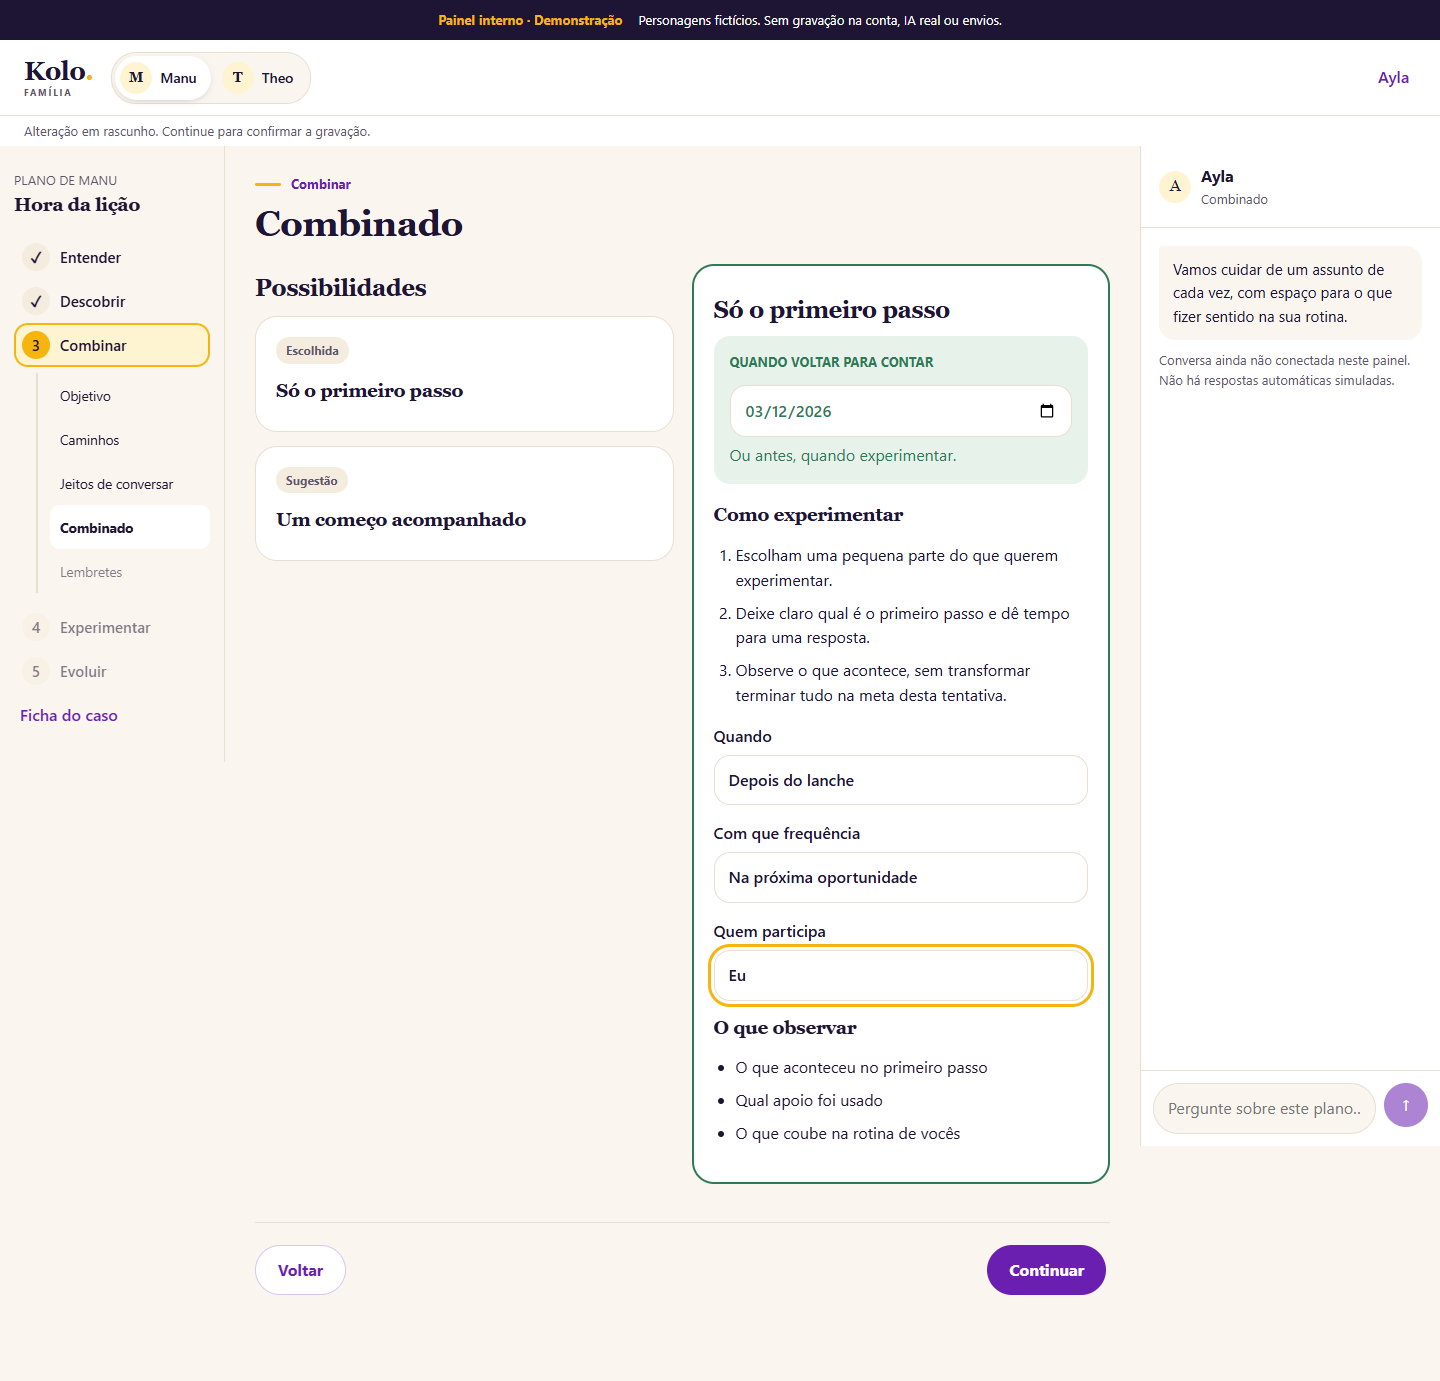 Painel interno · Demonstração Personagens fictícios. Sem gravação na conta, IA real ou envios.
Kolo.
FAMÍLIA
M Manu
T Theo
Ayla
Alteração em rascunho. Continue para confirmar a gravação.
PLANO DE MANU
Hora da lição
✓ Entender
✓ Descobrir
3 Combinar
Objetivo
Caminhos
Jeitos de conversar
Combinado
Lembretes
4 Experimentar
5 Evoluir
Ficha do caso
Combinar
Combinado
Possibilidades
Escolhida
Só o primeiro passo
Sugestão
Um começo acompanhado
Só o primeiro passo
QUANDO VOLTAR PARA CONTAR
03/12/2026
Ou antes, quando experimentar.
Como experimentar
1. Escolham uma pequena parte do que querem
experimentar.
2. Deixe claro qual é o primeiro passo e dê tempo
para uma resposta.
3. Observe o que acontece, sem transformar
terminar tudo na meta desta tentativa.
Quando
Depois do lanche
Com que frequência
Na próxima oportunidade
Quem participa
Eu
O que observar
• O que aconteceu no primeiro passo
• Qual apoio foi usado
• O que coube na rotina de vocês
Voltar
Continuar
A
Ayla
Combinado
Vamos cuidar de um assunto de
cada vez, com espaço para o que
fizer sentido na sua rotina.
Conversa ainda não conectada neste painel.
Não há respostas automáticas simuladas.
Pergunte sobre este plano..
↑